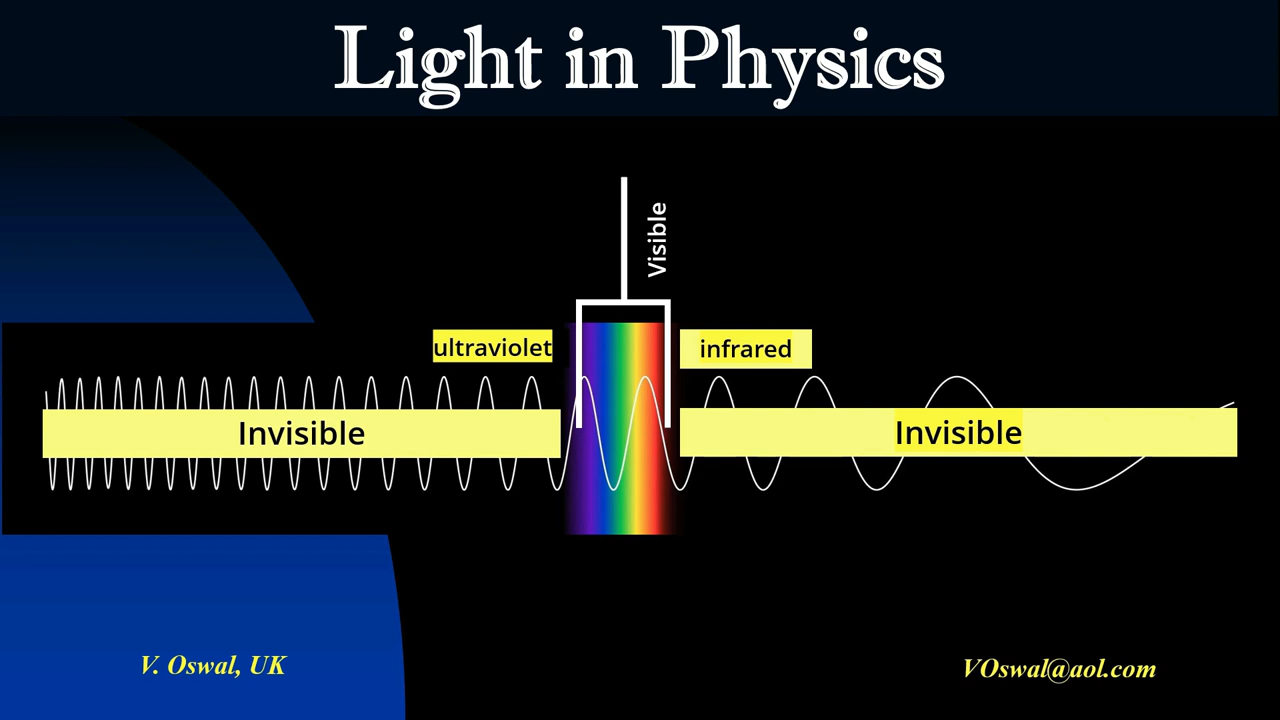 Light in Physics
Visible
ultraviolet
infrared
Invisible
Invisible
V. Oswal, UK
VOswal@aol.com